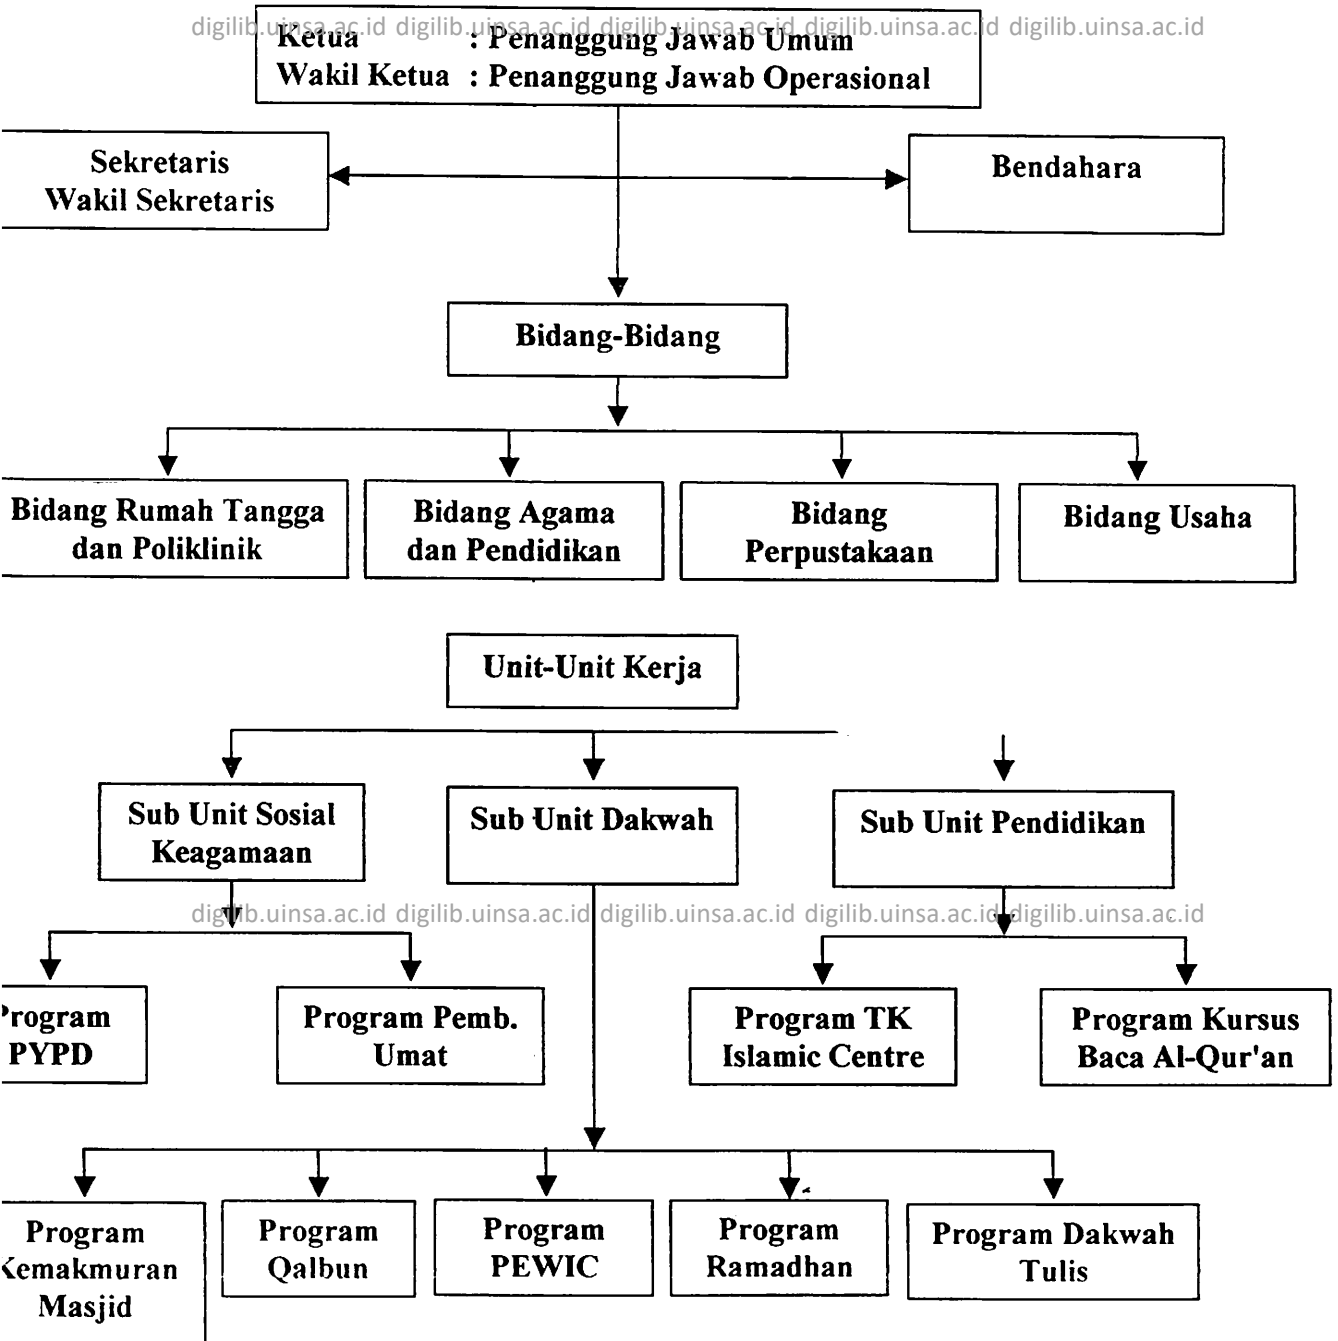 digilib.uinsa.ac.id digilib.uinsa.ac.id digilib.uinsa.ac.id digilib.uinsa.ac.id digilib.uinsa.ac.id
Ketua : Penanggung Jawab Umum
Wakil Ketua : Penanggung Jawab Operasional
Sekretaris
Wakil Sekretaris
Bendahara
Bidang-Bidang
Bidang Rumah Tangga
dan Poliklinik
Bidang Agama
dan Pendidikan
Bidang
Perpustakaan
Bidang Usaha
Unit-Unit Kerja
Sub Unit Sosial
Keagamaan
Sub Unit Dakwah
Sub Unit Pendidikan
digilib.uinsa.ac.id digilib.uinsa.ac.id digilib.uinsa.ac.id digilib.uinsa.ac.id digilib.uinsa.ac.id
Program
PYPD
Program Pemb.
Umat
Program TK
Islamic Centre
Program Kursus
Baca Al-Qur'an
Program
Kemakmuran
Masjid
Program
Qalbun
Program
PEWIC
Program
Ramadhan
Program Dakwah
Tulis